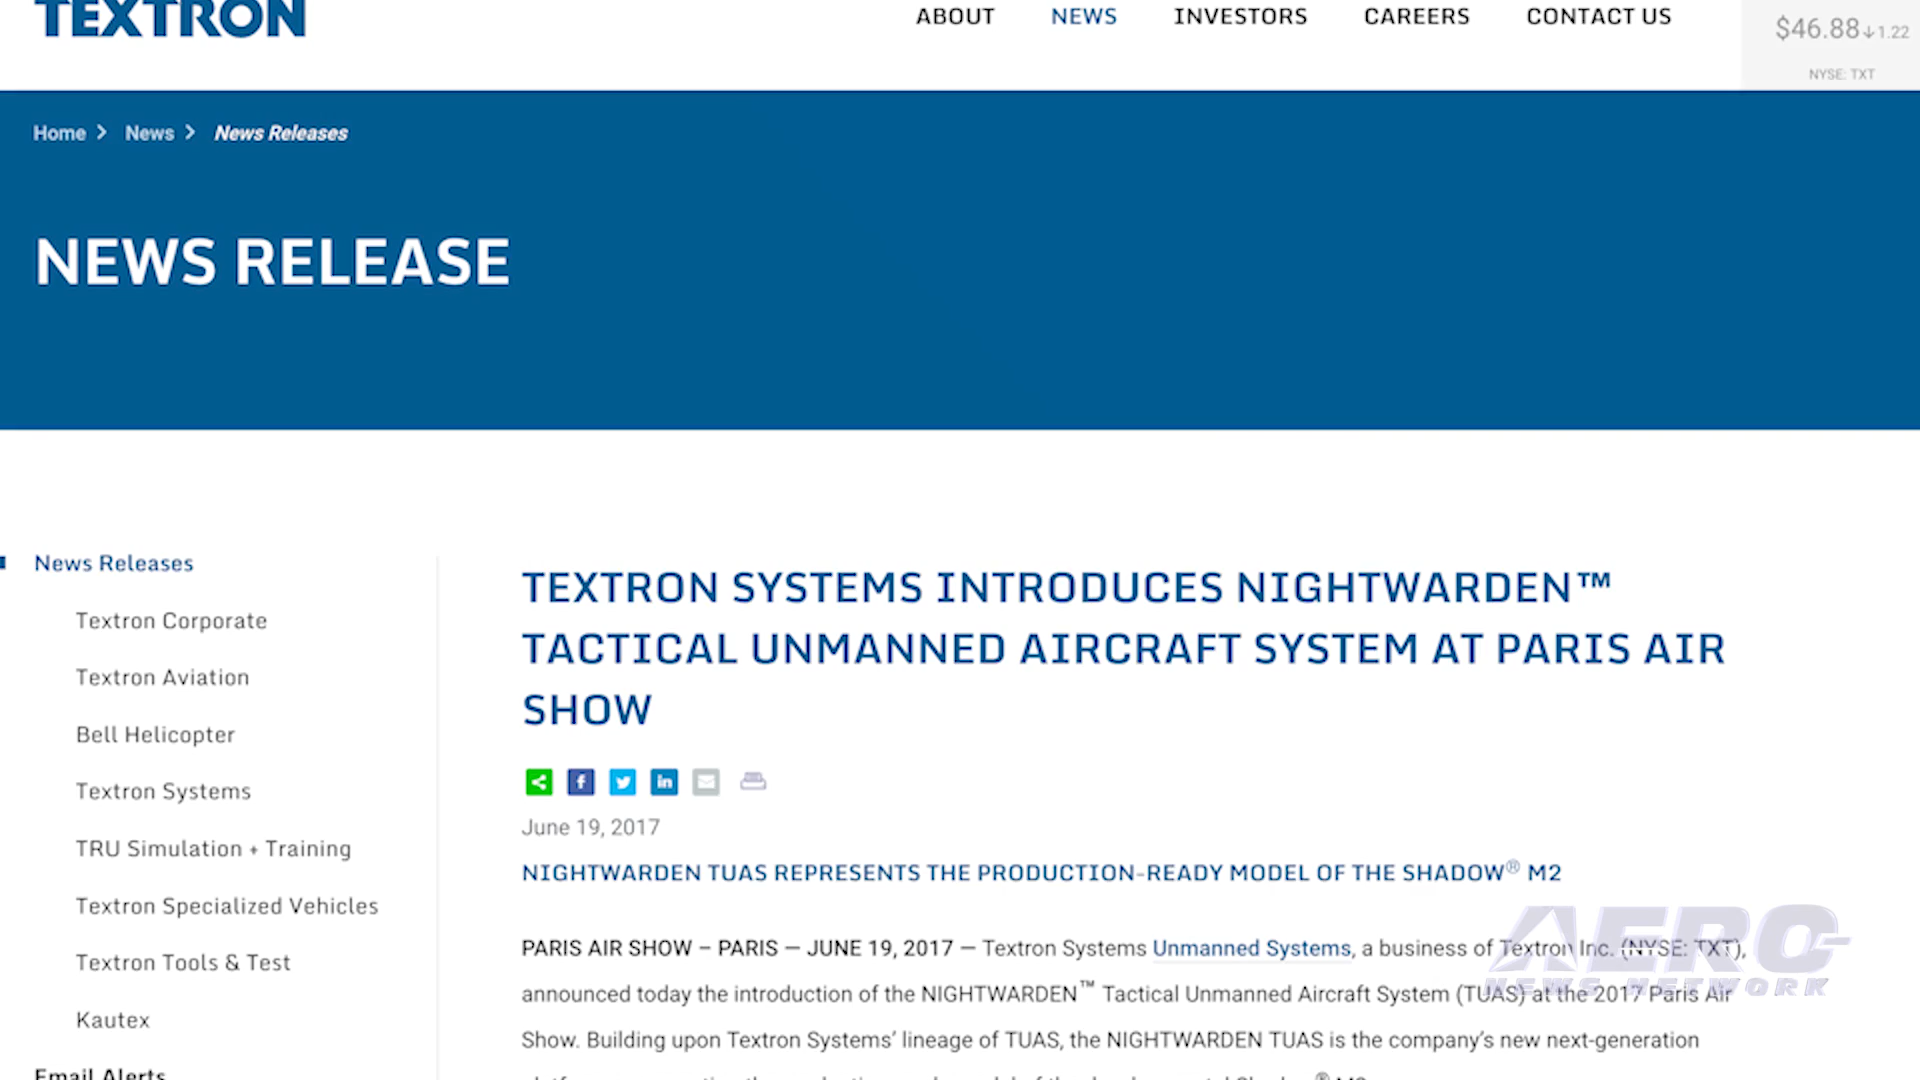 TEXTRON
ABOUT NEWS INVESTORS CAREERS CONTACT US
$46.88 ↓1.22
NYSE: TXT
Home > News > News Releases
NEWS RELEASE
News Releases
Textron Corporate
Textron Aviation
Bell Helicopter
Textron Systems
TRU Simulation + Training
Textron Specialized Vehicles
Textron Tools & Test
Kautex
Email Alerts
TEXTRON SYSTEMS INTRODUCES NIGHTWARDEN™
TACTICAL UNMANNED AIRCRAFT SYSTEM AT PARIS AIR
SHOW
June 19, 2017
NIGHTWARDEN TUAS REPRESENTS THE PRODUCTION-READY MODEL OF THE SHADOW® M2
PARIS AIR SHOW – PARIS — JUNE 19, 2017 — Textron Systems Unmanned Systems, a business of Textron Inc. (NYSE: TXT),
announced today the introduction of the NIGHTWARDEN™ Tactical Unmanned Aircraft System (TUAS) at the 2017 Paris Air
Show. Building upon Textron Systems’ lineage of TUAS, the NIGHTWARDEN TUAS is the company’s new next-generation
AERO
NEWS NETWORK